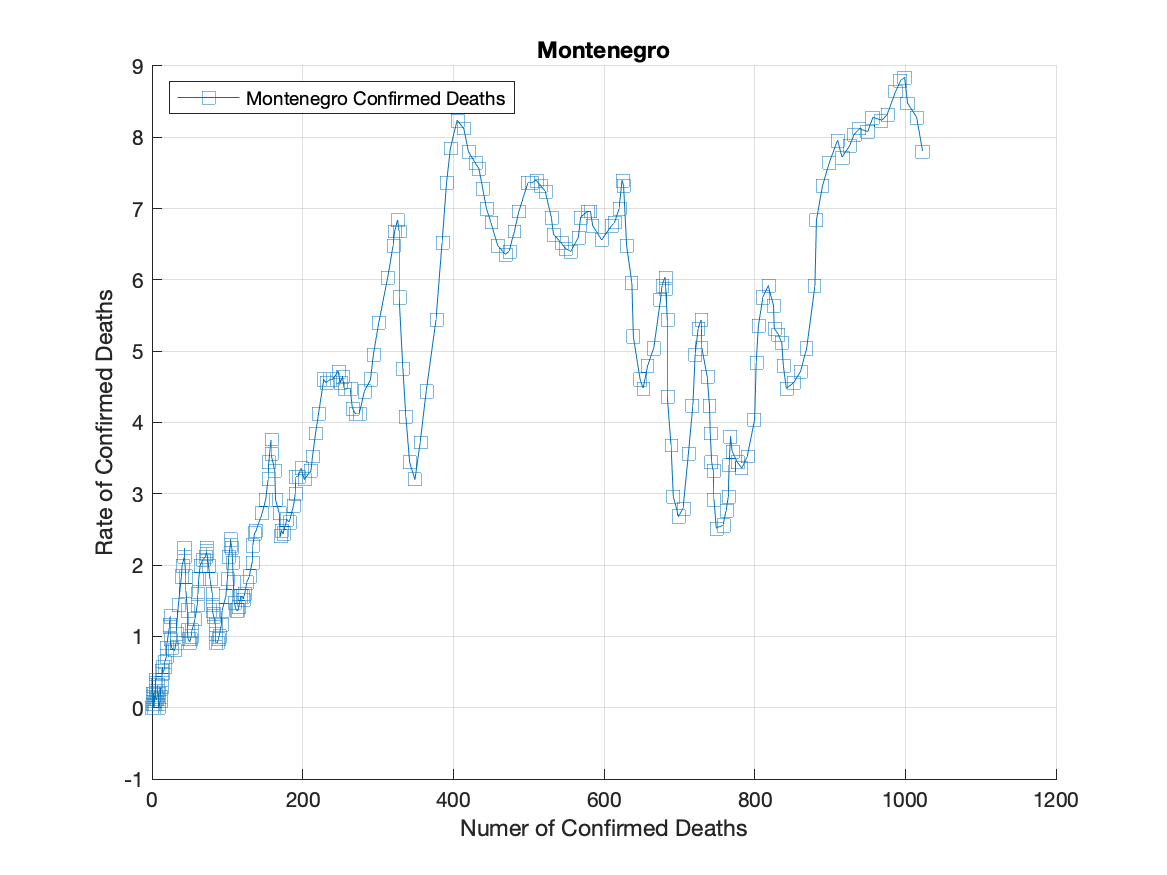 Montenegro
Montenegro Confirmed Deaths
9
8
7
6
5
4
3
2
1
0
-1
Rate of Confirmed Deaths
0 200 400 600 800 1000 1200
Numer of Confirmed Deaths